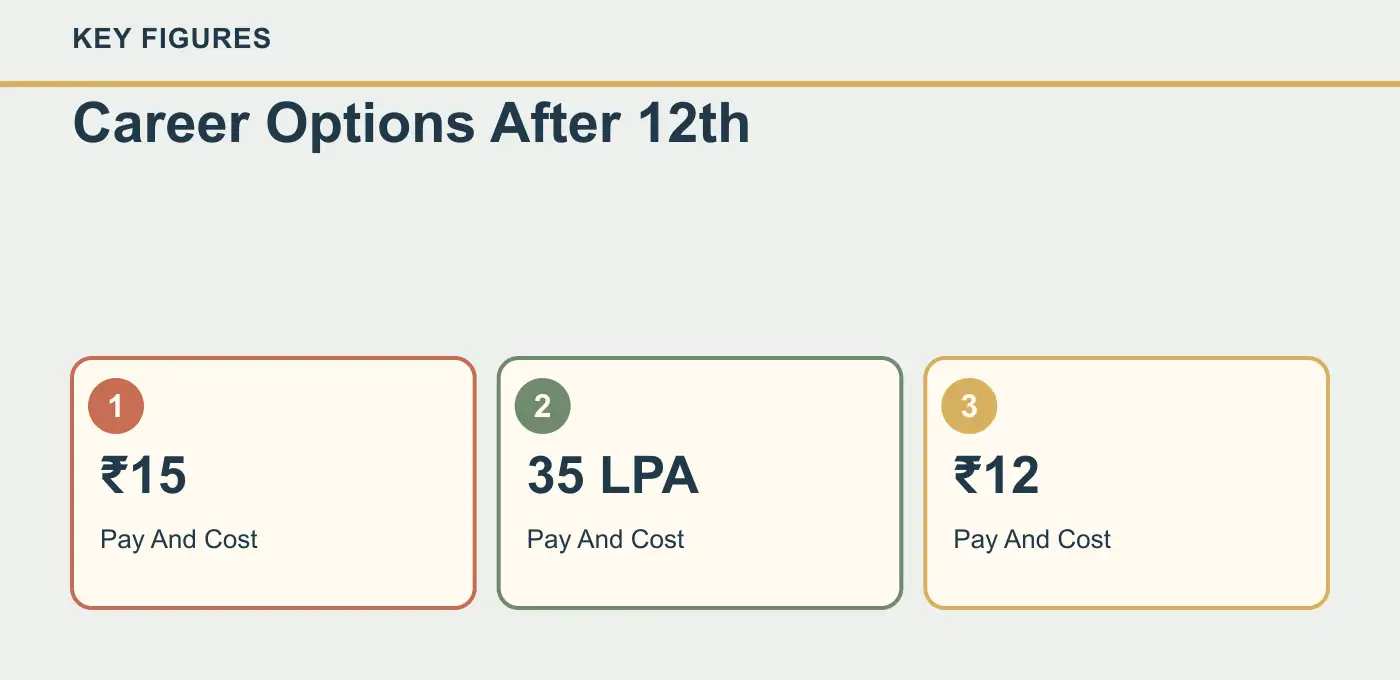 KEY FIGURES
Career Options After 12th
1
₹15
Pay And Cost
2
35 LPA
Pay And Cost
3
₹12
Pay And Cost